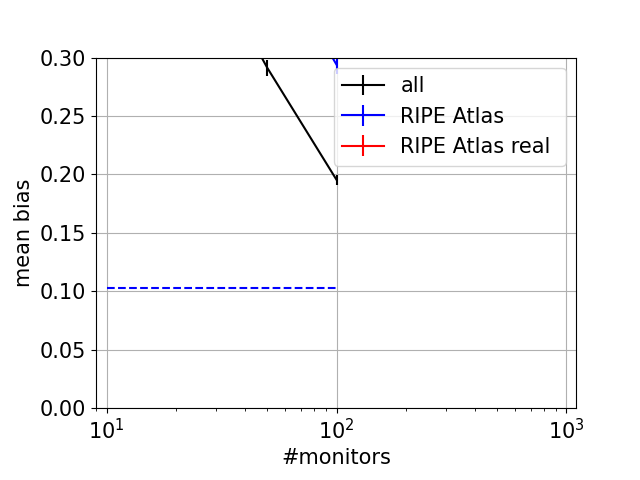 0.30
0.25
0.20
0.15
0.10
0.05
0.00
mean bias
all
RIPE Atlas
RIPE Atlas real
10¹
10²
10³
#monitors